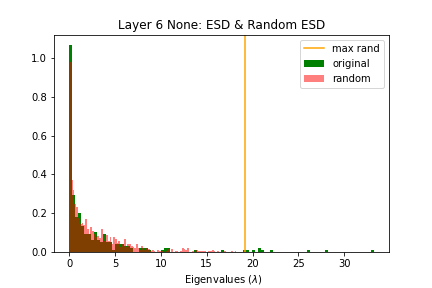 Layer 6 None: ESD & Random ESD
max rand
original
random
1.0
0.8
0.6
0.4
0.2
0.0
0 5 10 15 20 25 30
Eigenvalues (λ)